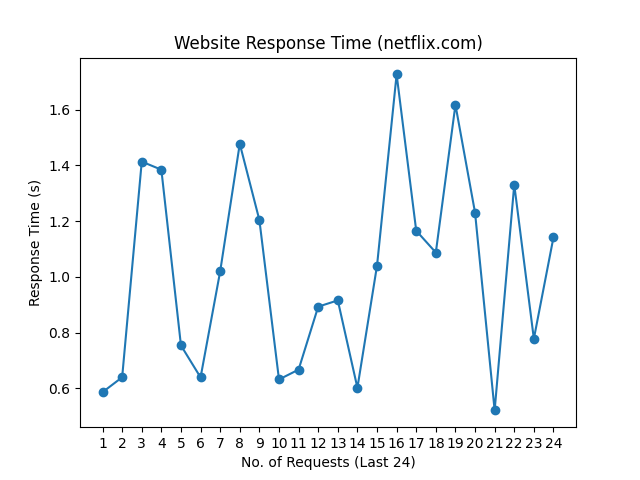 Website Response Time (netflix.com)
Response Time (s)
1.6
1.4
1.2
1.0
0.8
0.6
1 2 3 4 5 6 7 8 9 10 11 12 13 14 15 16 17 18 19 20 21 22 23 24
No. of Requests (Last 24)